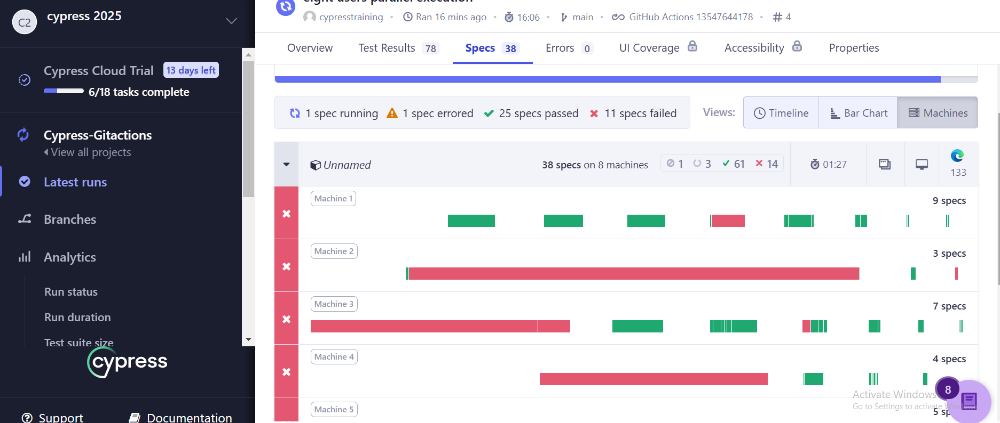 C2
cypress 2025
Cypress Cloud Trial
13 days left
6/18 tasks complete
Cypress-Gitactions
View all projects
Latest runs
Branches
Analytics
Run status
Run duration
Test suite size
cypress
Support
Documentation
eight users parallel execution
cypresstraining • Ran 16 mins ago • 16:06 • main • GitHub Actions 13547644178 • # 4
Overview Test Results 78 Specs 38 Errors 0 UI Coverage Accessibility Properties
1 spec running 1 spec errored 25 specs passed 11 specs failed
Views: Timeline Bar Chart Machines
Unnamed 38 specs on 8 machines 1 3 61 14 01:27 133
Machine 1
9 specs
Machine 2
3 specs
Machine 3
7 specs
Machine 4
4 specs
8
Activate Windows
Go to Settings to activate Windows.
Machine 5
5